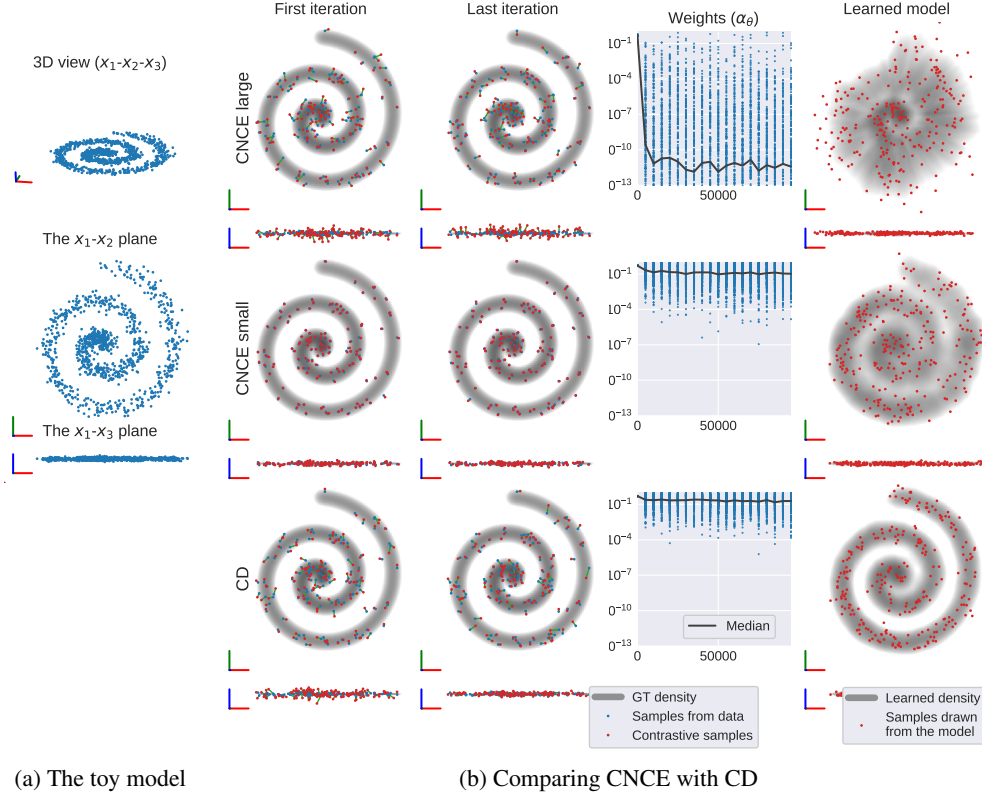 First iteration
Last iteration
Weights (αθ)
Learned model
3D view (x1-x2-x3)
The x1-x2 plane
The x1-x3 plane
CNCE large
10−1
10−4
10−7
10−10
10−13
0
50000
CNCE small
10−1
10−4
10−7
10−10
10−13
0
50000
CD
10−1
10−4
10−7
10−10
10−13
0
50000
Median
GT density
Samples from data
Contrastive samples
Learned density
Samples drawn
from the model
(a) The toy model
(b) Comparing CNCE with CD